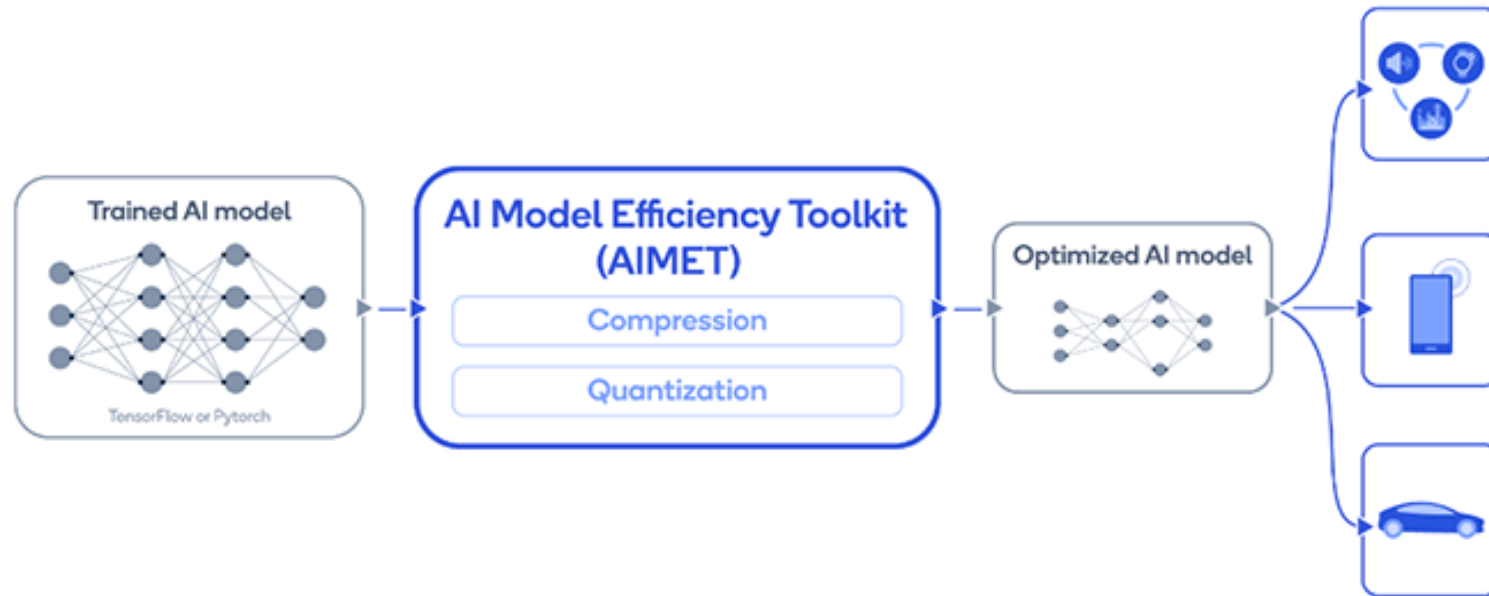 Trained AI model
TensorFlow or Pytorch
AI Model Efficiency Toolkit
(AIMET)
Compression
Quantization
Optimized AI model